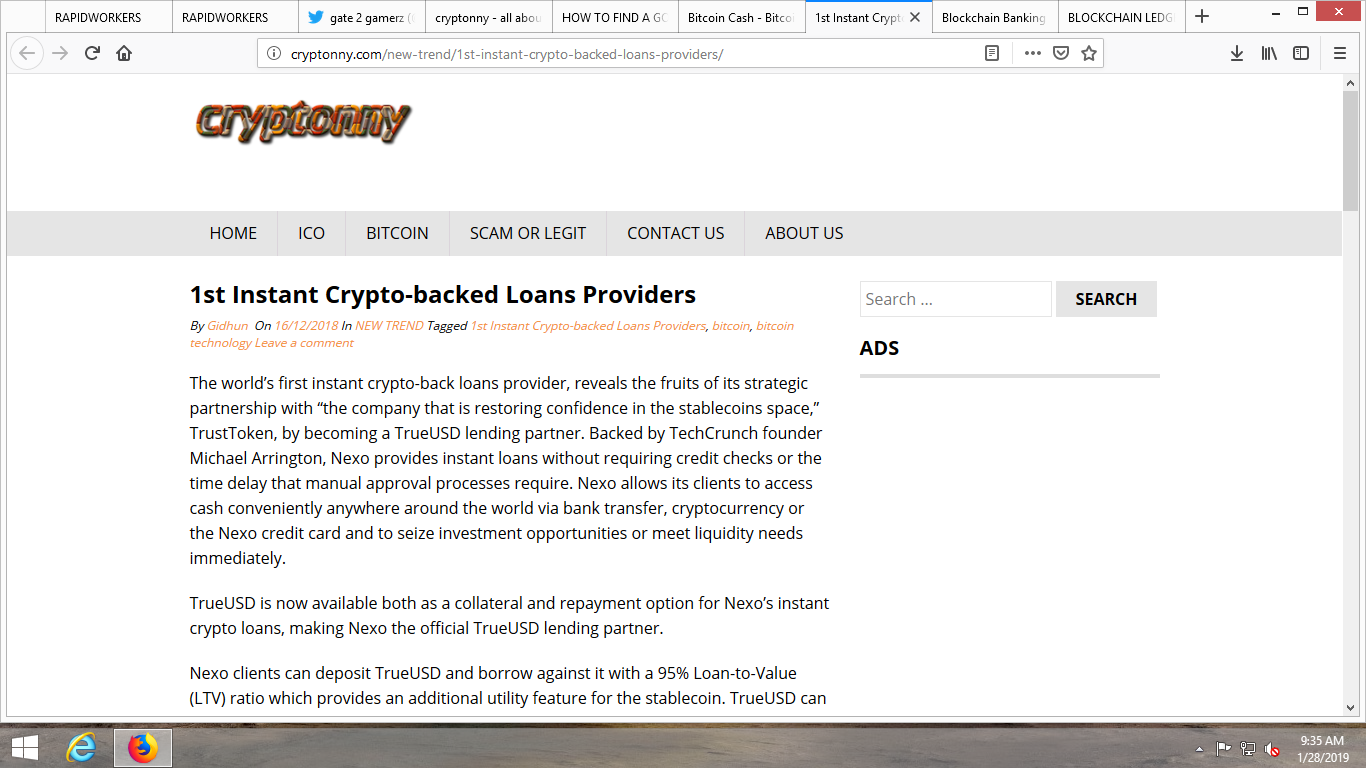 RAPIDWORKERS
RAPIDWORKERS
gate 2 gamerz (
cryptonny - all abou
HOW TO FIND A GO
Bitcoin Cash - Bitco
1st Instant Crypt
Blockchain Banking
BLOCKCHAIN LEDG
cryptonny.com/new-trend/1st-instant-crypto-backed-loans-providers/
cryptonny
HOME
ICO
BITCOIN
SCAM OR LEGIT
CONTACT US
ABOUT US
1st Instant Crypto-backed Loans Providers
By Gidhun On 16/12/2018 In NEW TREND Tagged 1st Instant Crypto-backed Loans Providers, bitcoin, bitcoin
technology Leave a comment
The world’s first instant crypto-back loans provider, reveals the fruits of its strategic
partnership with “the company that is restoring confidence in the stablecoins space,”
TrustToken, by becoming a TrueUSD lending partner. Backed by TechCrunch founder
Michael Arrington, Nexo provides instant loans without requiring credit checks or the
time delay that manual approval processes require. Nexo allows its clients to access
cash conveniently anywhere around the world via bank transfer, cryptocurrency or
the Nexo credit card and to seize investment opportunities or meet liquidity needs
immediately.
TrueUSD is now available both as a collateral and repayment option for Nexo’s instant
crypto loans, making Nexo the official TrueUSD lending partner.
Nexo clients can deposit TrueUSD and borrow against it with a 95% Loan-to-Value
(LTV) ratio which provides an additional utility feature for the stablecoin. TrueUSD can
Search ...
SEARCH
ADS
9:35 AM
1/28/2019